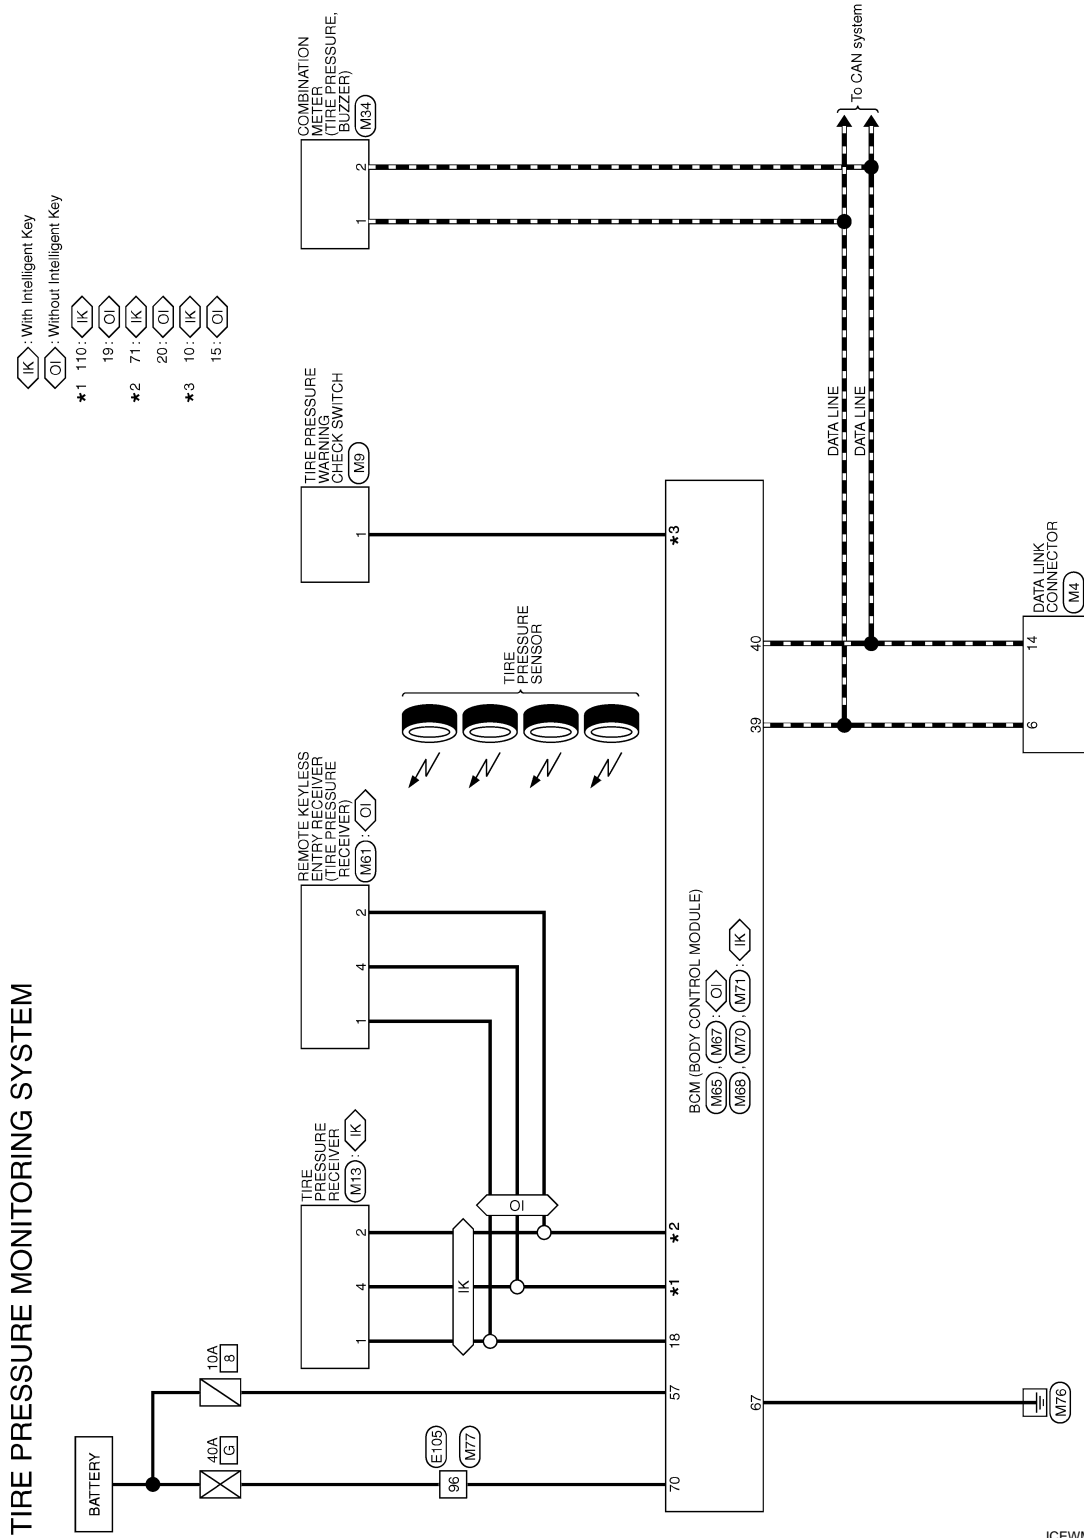 TIRE PRESSURE MONITORING SYSTEM
IK : With Intelligent Key
OI : Without Intelligent Key
*1 110: IK
19: OI
*2 71: IK
20: OI
*3 10: IK
15: OI
BATTERY
40A
G
10A
8
E105
M77
96
TIRE
PRESSURE
RECEIVER
M13 : IK
1
4
2
IK
OI
REMOTE KEYLESS
ENTRY RECEIVER
(TIRE PRESSURE
RECEIVER)
M61 : OI
1
4
2
TIRE
PRESSURE
SENSOR
TIRE PRESSURE
WARNING
CHECK SWITCH
M9
1
COMBINATION
METER
(TIRE PRESSURE,
BUZZER)
M34
1
2
70
57
18
*1
*2
*3
BCM (BODY CONTROL MODULE)
M65 , M67 : OI
M68 , M70 , M71 : IK
67
39
40
DATA LINE
DATA LINE
To CAN system
M76
6
14
DATA LINK
CONNECTOR
M4